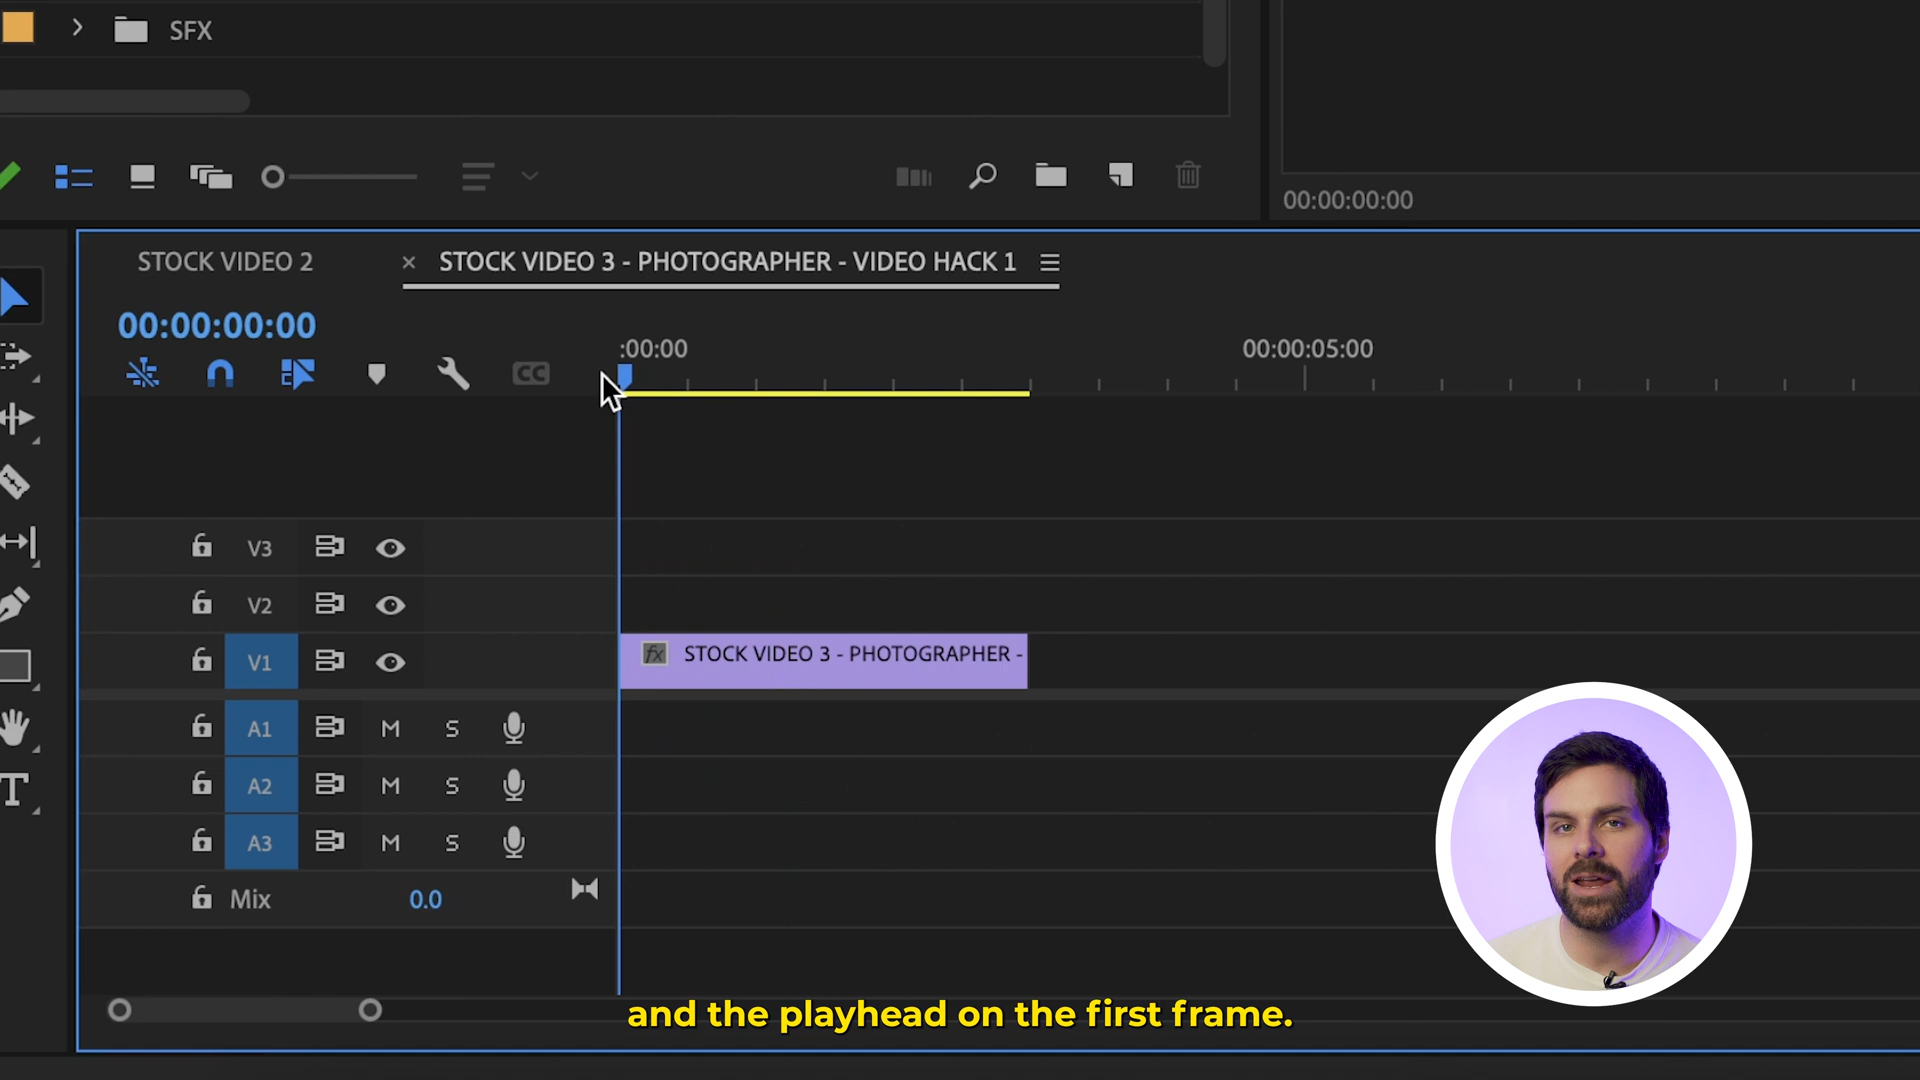 SFX
00:00:00:00
STOCK VIDEO 2
× STOCK VIDEO 3 - PHOTOGRAPHER - VIDEO HACK 1
00:00:00:00
:00:00
00:00:05:00
CC
V3
V2
V1
fx STOCK VIDEO 3 - PHOTOGRAPHER -
A1 M S
A2 M S
A3 M S
Mix 0.0
T
and the playhead on the first frame.